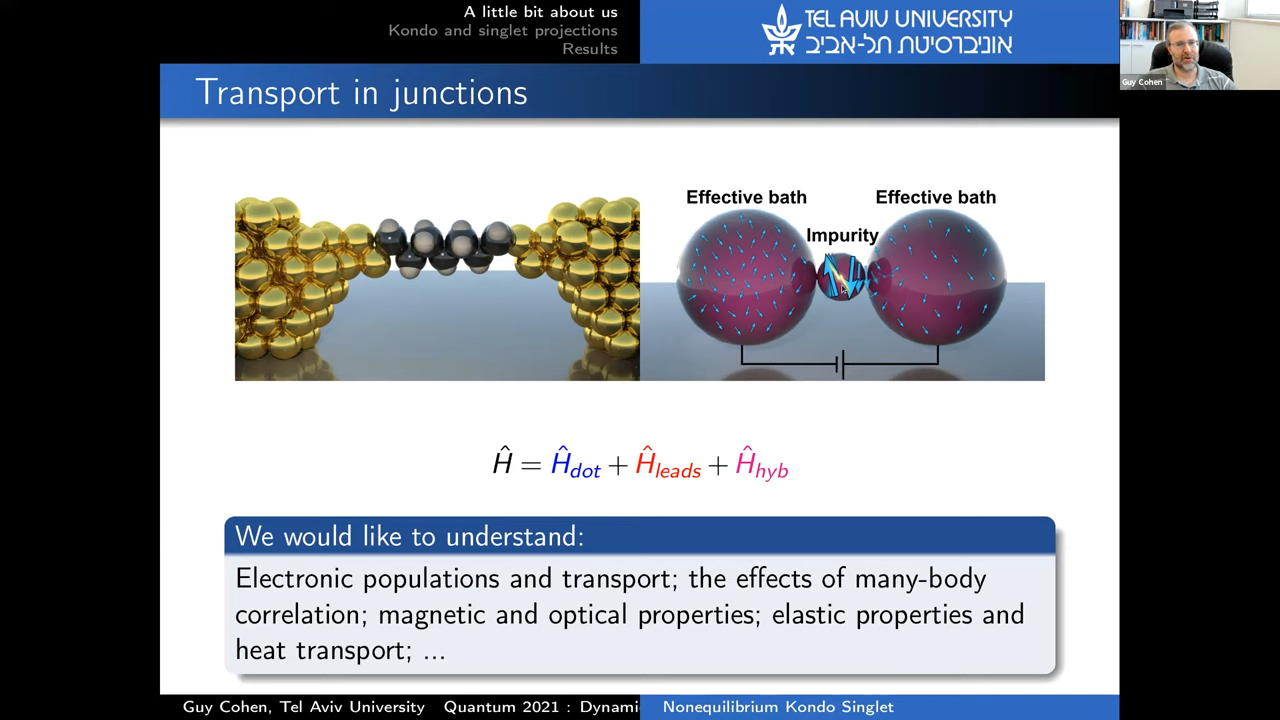 A little bit about us
Kondo and singlet projections
Results
TEL AVIV UNIVERSITY
אוניברסיטת תל-אביב
Guy Cohen
Transport in junctions
Effective bath
Effective bath
Impurity
Ĥ = Ĥdot + Ĥleads + Ĥhyb
We would like to understand:
Electronic populations and transport; the effects of many-body
correlation; magnetic and optical properties; elastic properties and
heat transport; ...
Guy Cohen, Tel Aviv University Quantum 2021 : Dynami Nonequilibrium Kondo Singlet